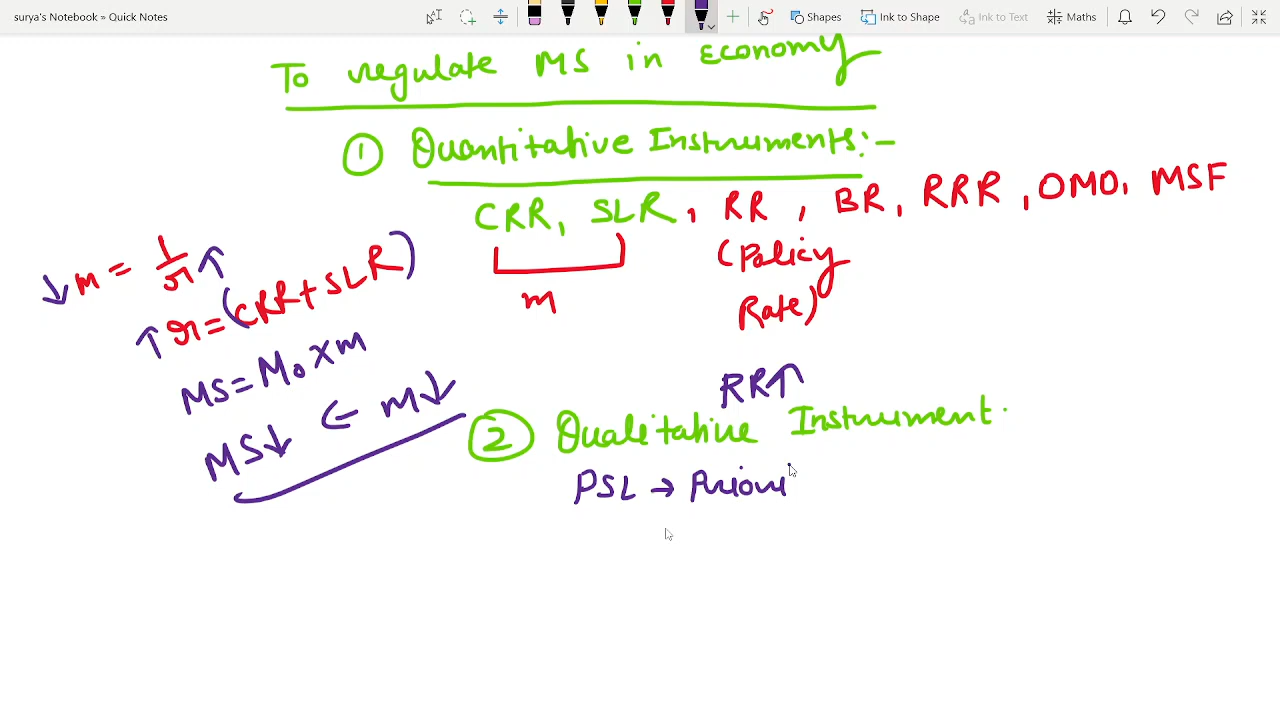 surya's Notebook » Quick Notes
Shapes Ink to Shape Ink to Text Maths
To regulate MS in Economy
① Quantitative Instruments:-
CRR, SLR, RR, BR, RRR, OMO, MSF
m
(Policy
Rate)
↓m = 1/r↑
↑r=(CRR+SLR)
MS=M₀×m
MS↓ ← m↓
RR↑
② Qualitative Instrument.
PSL → Priori